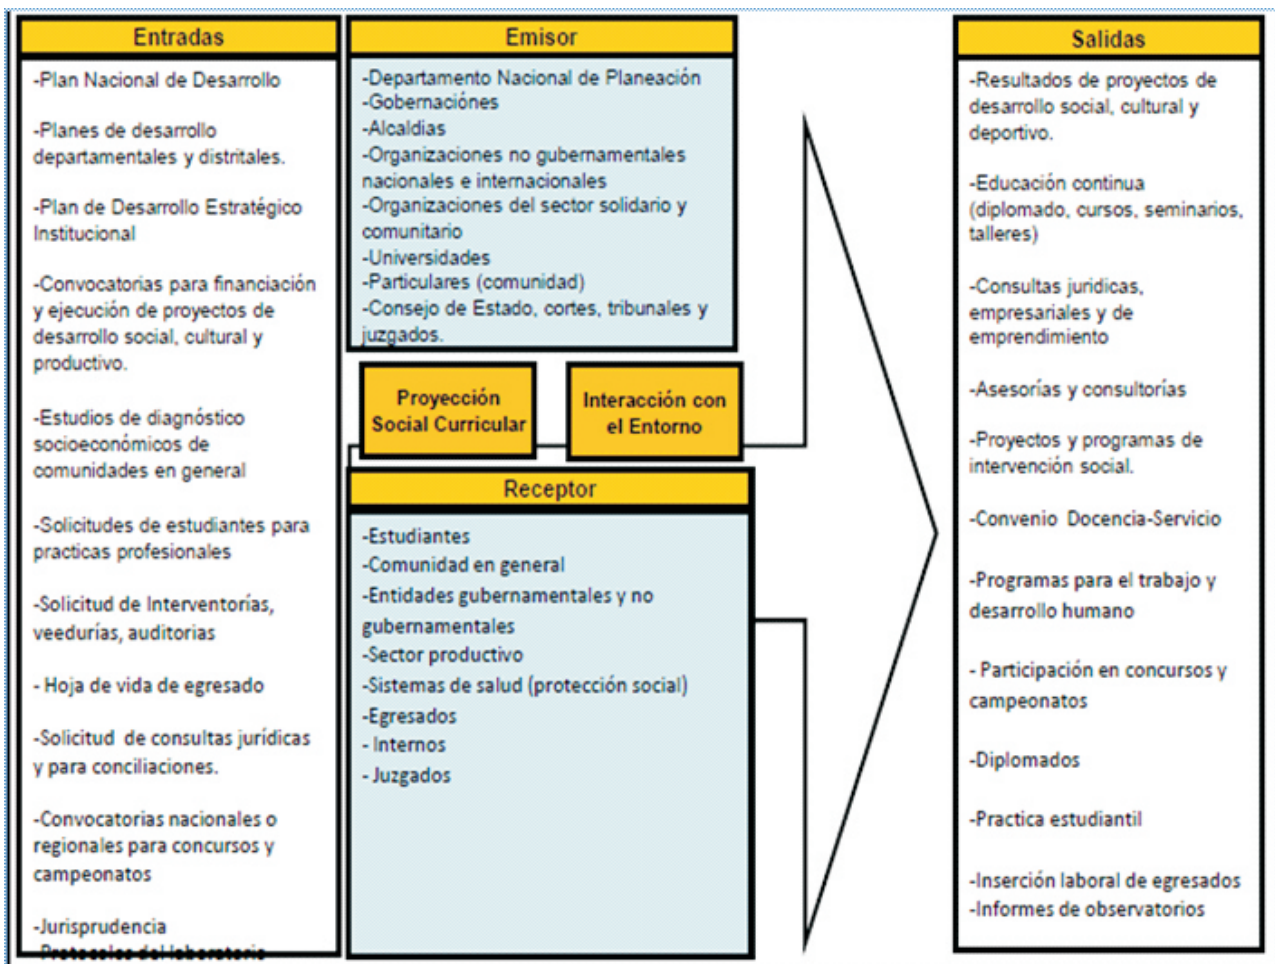 Entradas
-Plan Nacional de Desarrollo
-Planes de desarrollo
departamentales y distritales.
-Plan de Desarrollo Estratégico
Institucional
-Convocatorias para financiación
y ejecución de proyectos de
desarrollo social, cultural y
productivo.
-Estudios de diagnóstico
socioeconómicos de
comunidades en general
-Solicitudes de estudiantes para
practicas profesionales
-Solicitud de Interventorías,
veedurías, auditorias
- Hoja de vida de egresado
-Solicitud de consultas jurídicas
y para conciliaciones.
-Convocatorias nacionales o
regionales para concursos y
campeonatos
-Jurisprudencia
-Protocolos del laboratorio
Emisor
-Departamento Nacional de Planeación
-Gobernaciónes
-Alcaldias
-Organizaciones no gubernamentales
nacionales e internacionales
-Organizaciones del sector solidario y
comunitario
-Universidades
-Particulares (comunidad)
-Consejo de Estado, cortes, tribunales y
juzgados.
Proyección
Social Curricular
Interacción con
el Entorno
Receptor
-Estudiantes
-Comunidad en general
-Entidades gubernamentales y no
gubernamentales
-Sector productivo
-Sistemas de salud (protección social)
-Egresados
- Internos
- Juzgados
Salidas
-Resultados de proyectos de
desarrollo social, cultural y
deportivo.
-Educación continua
(diplomado, cursos, seminarios,
talleres)
-Consultas juridicas,
empresariales y de
emprendimiento
-Asesorías y consultorías
-Proyectos y programas de
intervención social.
-Convenio Docencia-Servicio
-Programas para el trabajo y
desarrollo humano
- Participación en concursos y
campeonatos
-Diplomados
-Practica estudiantil
-Inserción laboral de egresados
-Informes de observatorios